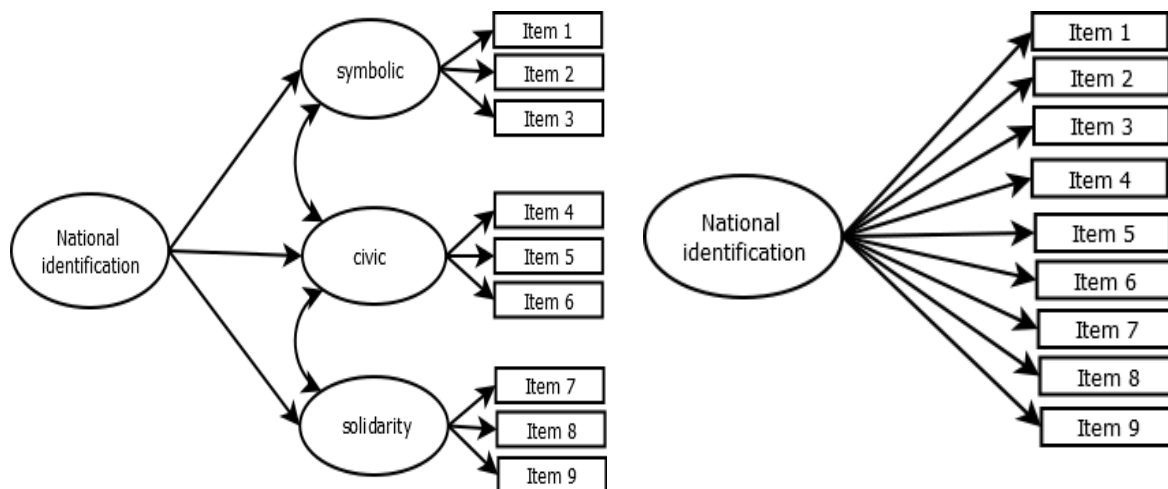 symbolic
Item 1
Item 2
Item 3
National
identification
civic
Item 4
Item 5
Item 6
solidarity
Item 7
Item 8
Item 9
National
identification
Item 1
Item 2
Item 3
Item 4
Item 5
Item 6
Item 7
Item 8
Item 9